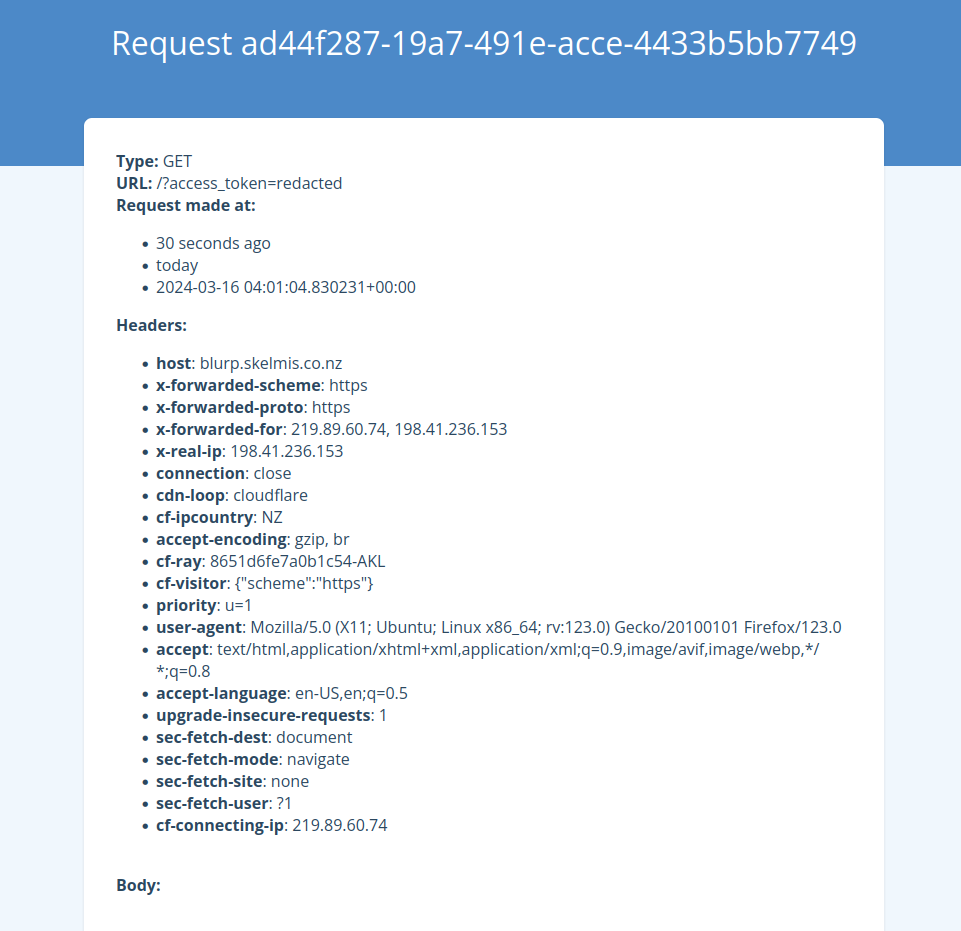 Request ad44f287-19a7-491e-acce-4433b5bb7749
Type: GET
URL: /?access_token=redacted
Request made at:
• 30 seconds ago
• today
• 2024-03-16 04:01:04.830231+00:00
Headers:
• host: blurp.skelmis.co.nz
• x-forwarded-scheme: https
• x-forwarded-proto: https
• x-forwarded-for: 219.89.60.74, 198.41.236.153
• x-real-ip: 198.41.236.153
• connection: close
• cdn-loop: cloudflare
• cf-ipcountry: NZ
• accept-encoding: gzip, br
• cf-ray: 8651d6fe7a0b1c54-AKL
• cf-visitor: {"scheme":"https"}
• priority: u=1
• user-agent: Mozilla/5.0 (X11; Ubuntu; Linux x86_64; rv:123.0) Gecko/20100101 Firefox/123.0
• accept: text/html,application/xhtml+xml,application/xml;q=0.9,image/avif,image/webp,*/
*;q=0.8
• accept-language: en-US,en;q=0.5
• upgrade-insecure-requests: 1
• sec-fetch-dest: document
• sec-fetch-mode: navigate
• sec-fetch-site: none
• sec-fetch-user: ?1
• cf-connecting-ip: 219.89.60.74
Body: